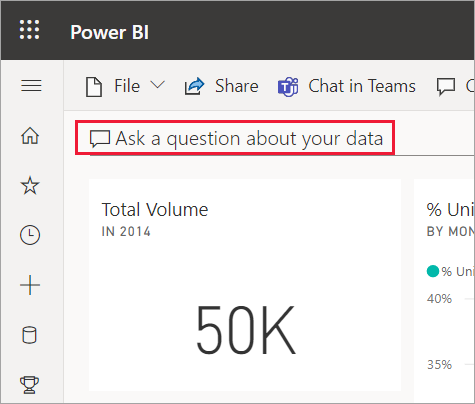 Power BI
File Share Chat in Teams
Ask a question about your data
Total Volume
IN 2014
50K
% Uni
BY MON
% Uni
40%
35%